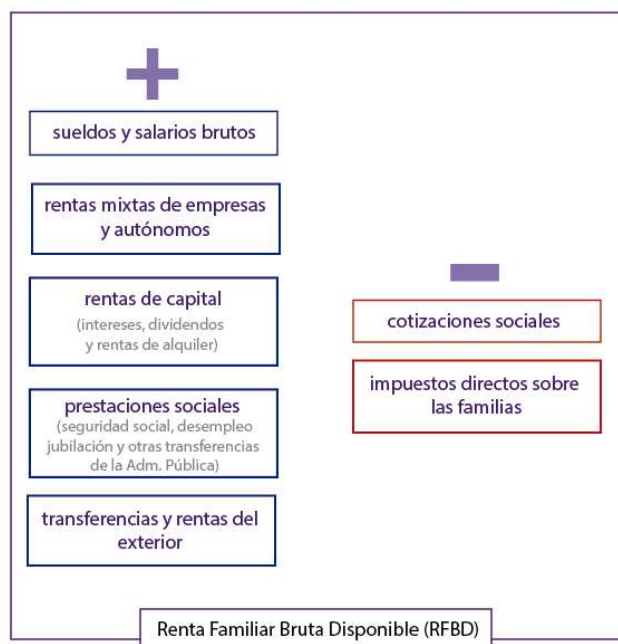 +
sueldos y salarios brutos
rentas mixtas de empresas
y autónomos
rentas de capital
(intereses, dividendos
y rentas de alquiler)
prestaciones sociales
(seguridad social, desempleo
jubilación y otras transferencias
de la Adm. Pública)
transferencias y rentas del
exterior
−
cotizaciones sociales
impuestos directos sobre
las familias
Renta Familiar Bruta Disponible (RFBD)